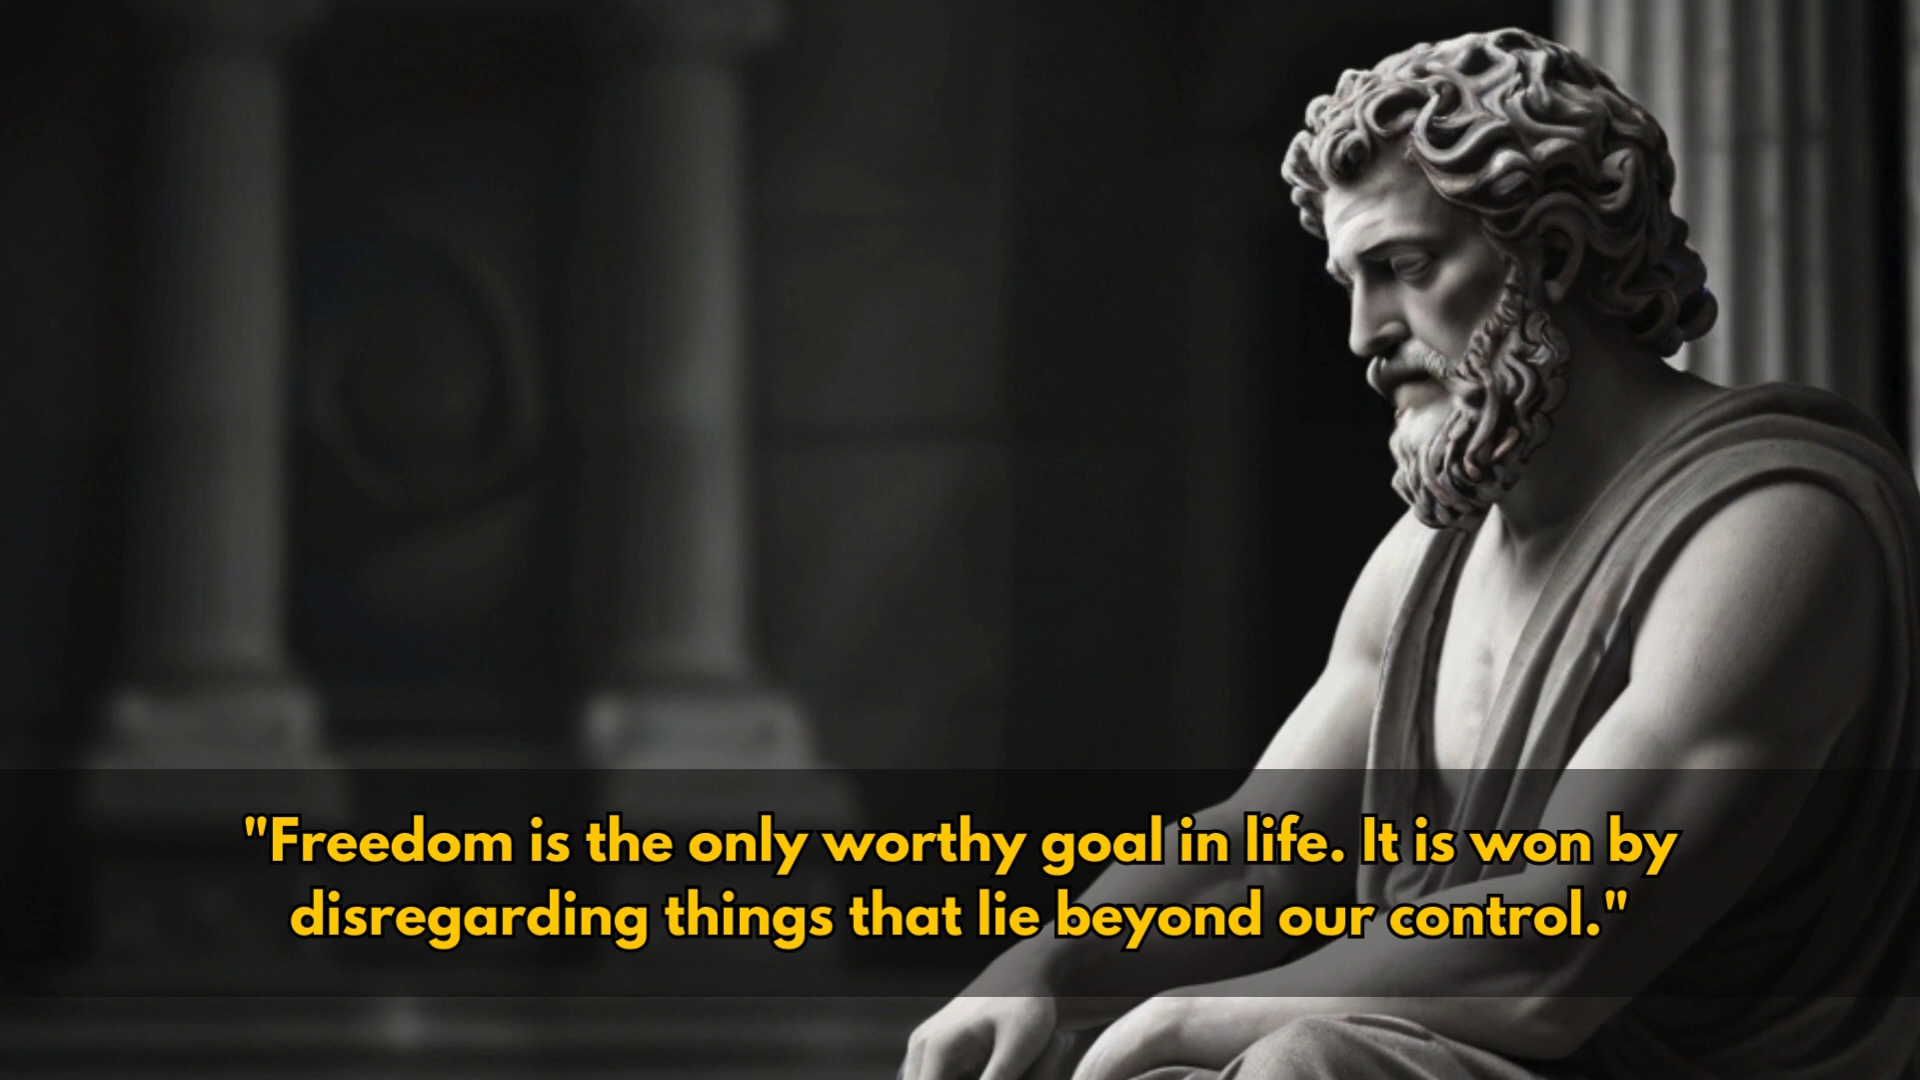 "Freedom is the only worthy goal in life. It is won by
disregarding things that lie beyond our control."